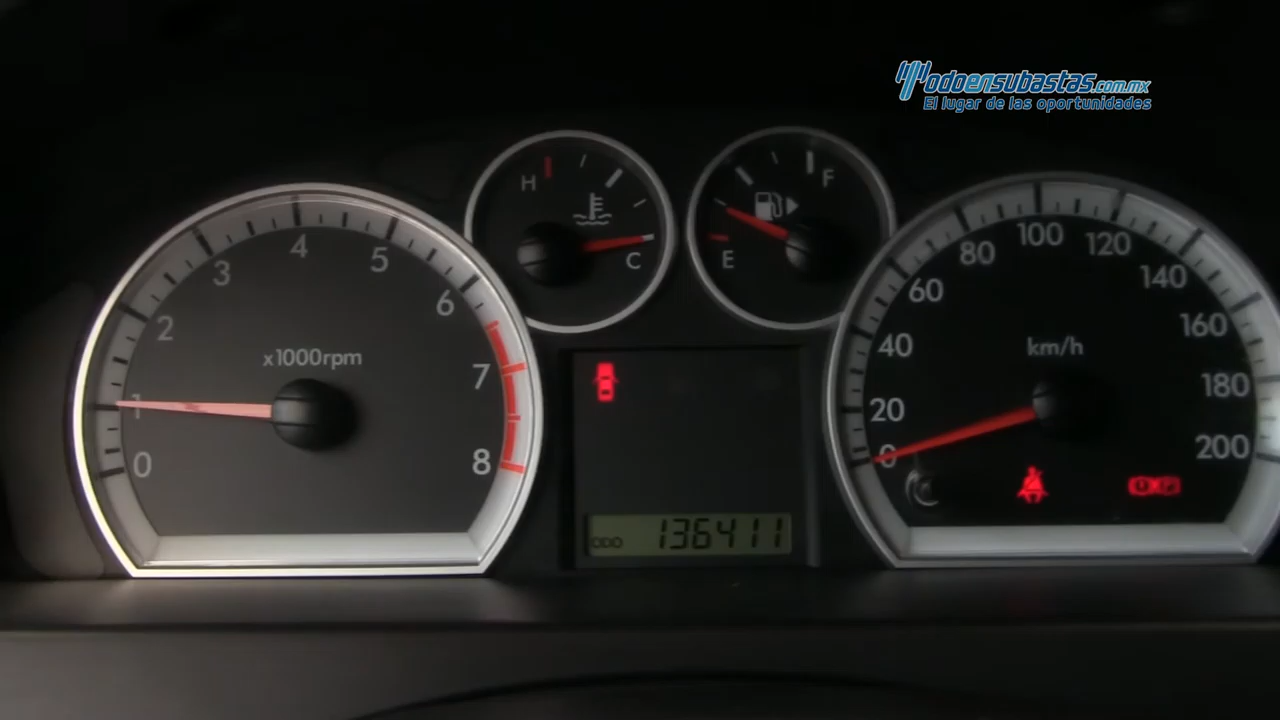 Todoensubastas.com.mx
El lugar de las oportunidades
H
C
F
E
0
1
2
3
4
5
6
7
8
x1000rpm
0
20
40
60
80
100
120
140
160
180
200
km/h
ODO 136411
P